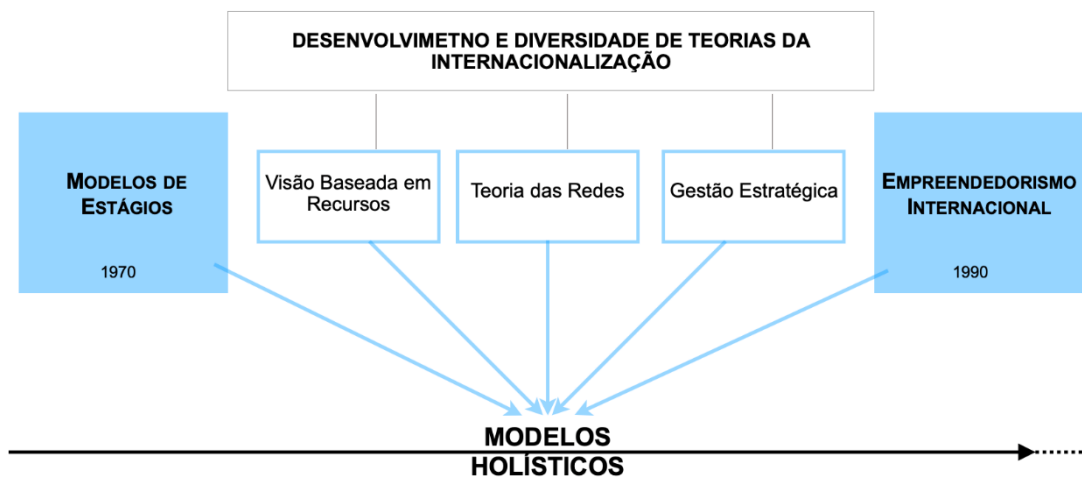 DESENVOLVIMETNO E DIVERSIDADE DE TEORIAS DA
INTERNACIONALIZAÇÃO
MODELOS DE
ESTÁGIOS
1970
Visão Baseada em
Recursos
Teoria das Redes
Gestão Estratégica
EMPREENDEDORISMO
INTERNACIONAL
1990
MODELOS
HOLÍSTICOS